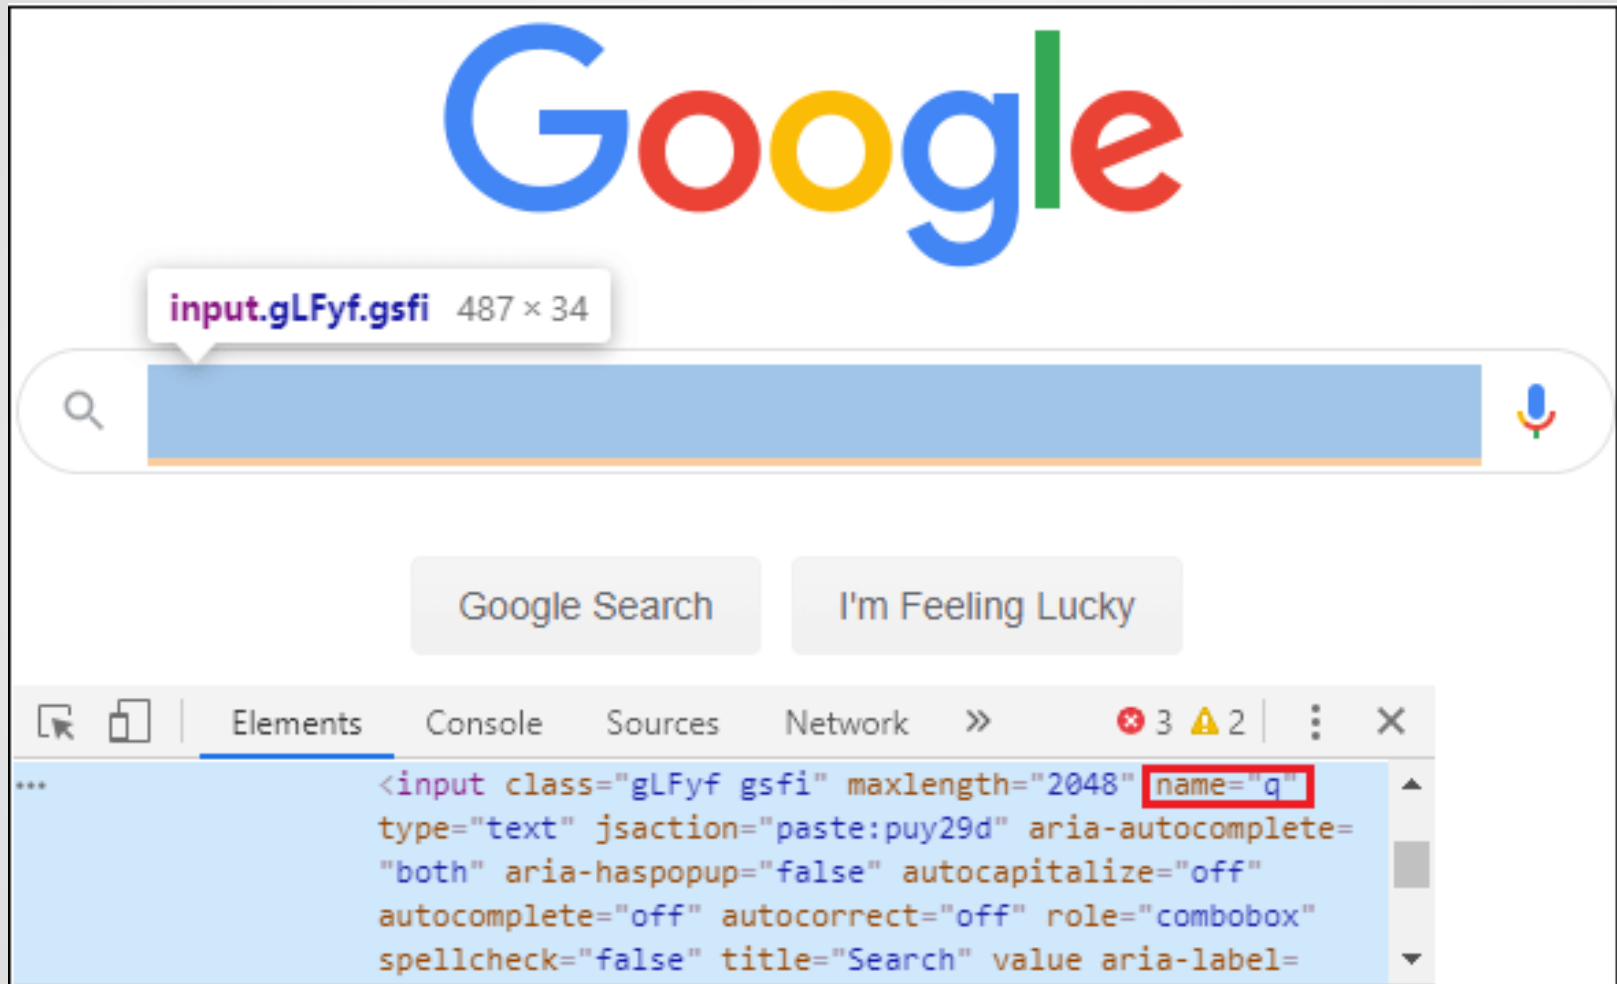 Google
input.gLFyf.gsfi 487 × 34
Google Search I'm Feeling Lucky
Elements Console Sources Network » 3 2
<input class="gLFyf gsfi" maxlength="2048" name="q"
type="text" jsaction="paste:puy29d" aria-autocomplete=
"both" aria-haspopup="false" autocapitalize="off"
autocomplete="off" autocorrect="off" role="combobox"
spellcheck="false" title="Search" value aria-label=